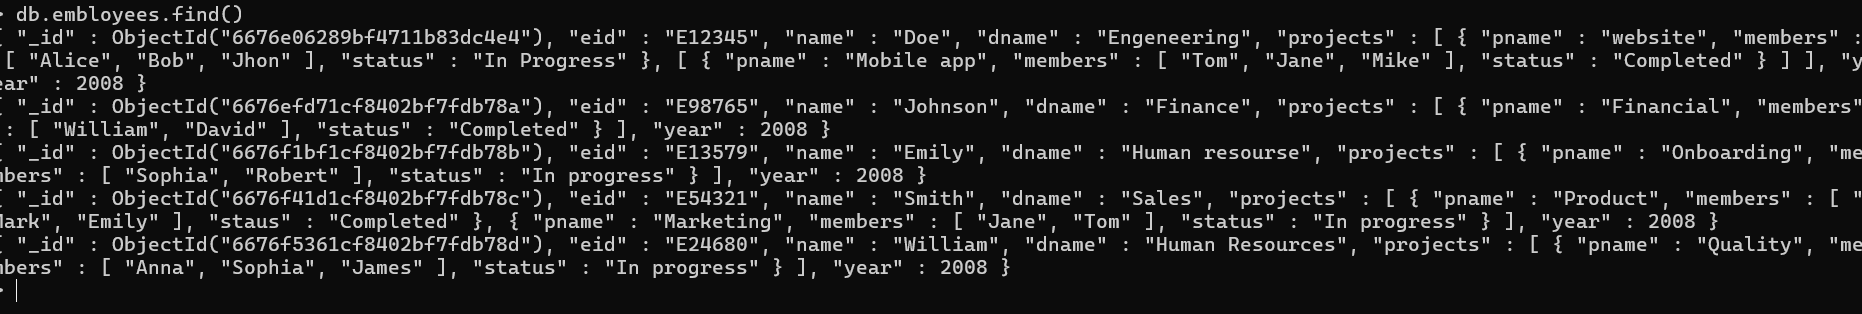 > db.embloyees.find()
{ "_id" : ObjectId("6676e06289bf4711b83dc4e4"), "eid" : "E12345", "name" : "Doe", "dname" : "Engeneering", "projects" : [ { "pname" : "website", "members" :
[ "Alice", "Bob", "Jhon" ], "status" : "In Progress" }, [ { "pname" : "Mobile app", "members" : [ "Tom", "Jane", "Mike" ], "status" : "Completed" } ] ], "y
ear" : 2008 }
{ "_id" : ObjectId("6676efd71cf8402bf7fdb78a"), "eid" : "E98765", "name" : "Johnson", "dname" : "Finance", "projects" : [ { "pname" : "Financial", "members"
: [ "William", "David" ], "status" : "Completed" } ], "year" : 2008 }
{ "_id" : ObjectId("6676f1bf1cf8402bf7fdb78b"), "eid" : "E13579", "name" : "Emily", "dname" : "Human resourse", "projects" : [ { "pname" : "Onboarding", "me
mbers" : [ "Sophia", "Robert" ], "status" : "In progress" } ], "year" : 2008 }
{ "_id" : ObjectId("6676f41d1cf8402bf7fdb78c"), "eid" : "E54321", "name" : "Smith", "dname" : "Sales", "projects" : [ { "pname" : "Product", "members" : [ "
Mark", "Emily" ], "staus" : "Completed" }, { "pname" : "Marketing", "members" : [ "Jane", "Tom" ], "status" : "In progress" } ], "year" : 2008 }
{ "_id" : ObjectId("6676f5361cf8402bf7fdb78d"), "eid" : "E24680", "name" : "William", "dname" : "Human Resources", "projects" : [ { "pname" : "Quality", "me
mbers" : [ "Anna", "Sophia", "James" ], "status" : "In progress" } ], "year" : 2008 }
>